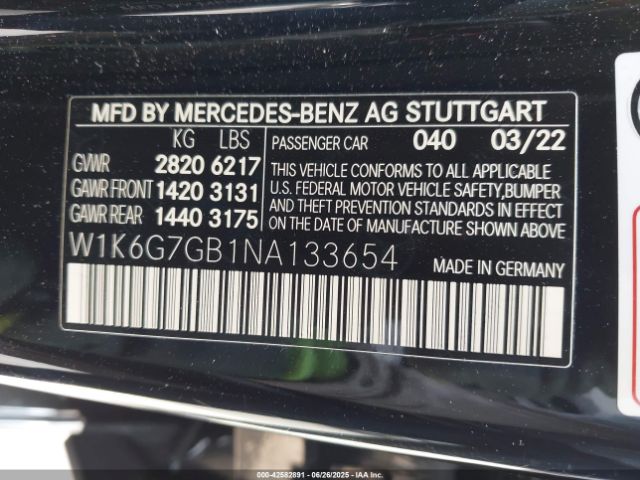 MFD BY MERCEDES-BENZ AG STUTTGART
KG LBS PASSENGER CAR 040 03/22
GVWR 2820 6217
GAWR FRONT 1420 3131
GAWR REAR 1440 3175
THIS VEHICLE CONFORMS TO ALL APPLICABLE
U.S. FEDERAL MOTOR VEHICLE SAFETY,BUMPER
AND THEFT PREVENTION STANDARDS IN EFFECT
ON THE DATE OF MANUFACTURE SHOWN ABOVE
W1K6G7GB1NA133654 MADE IN GERMANY
000-42582891 - 06/26/2025 - IAA Inc.